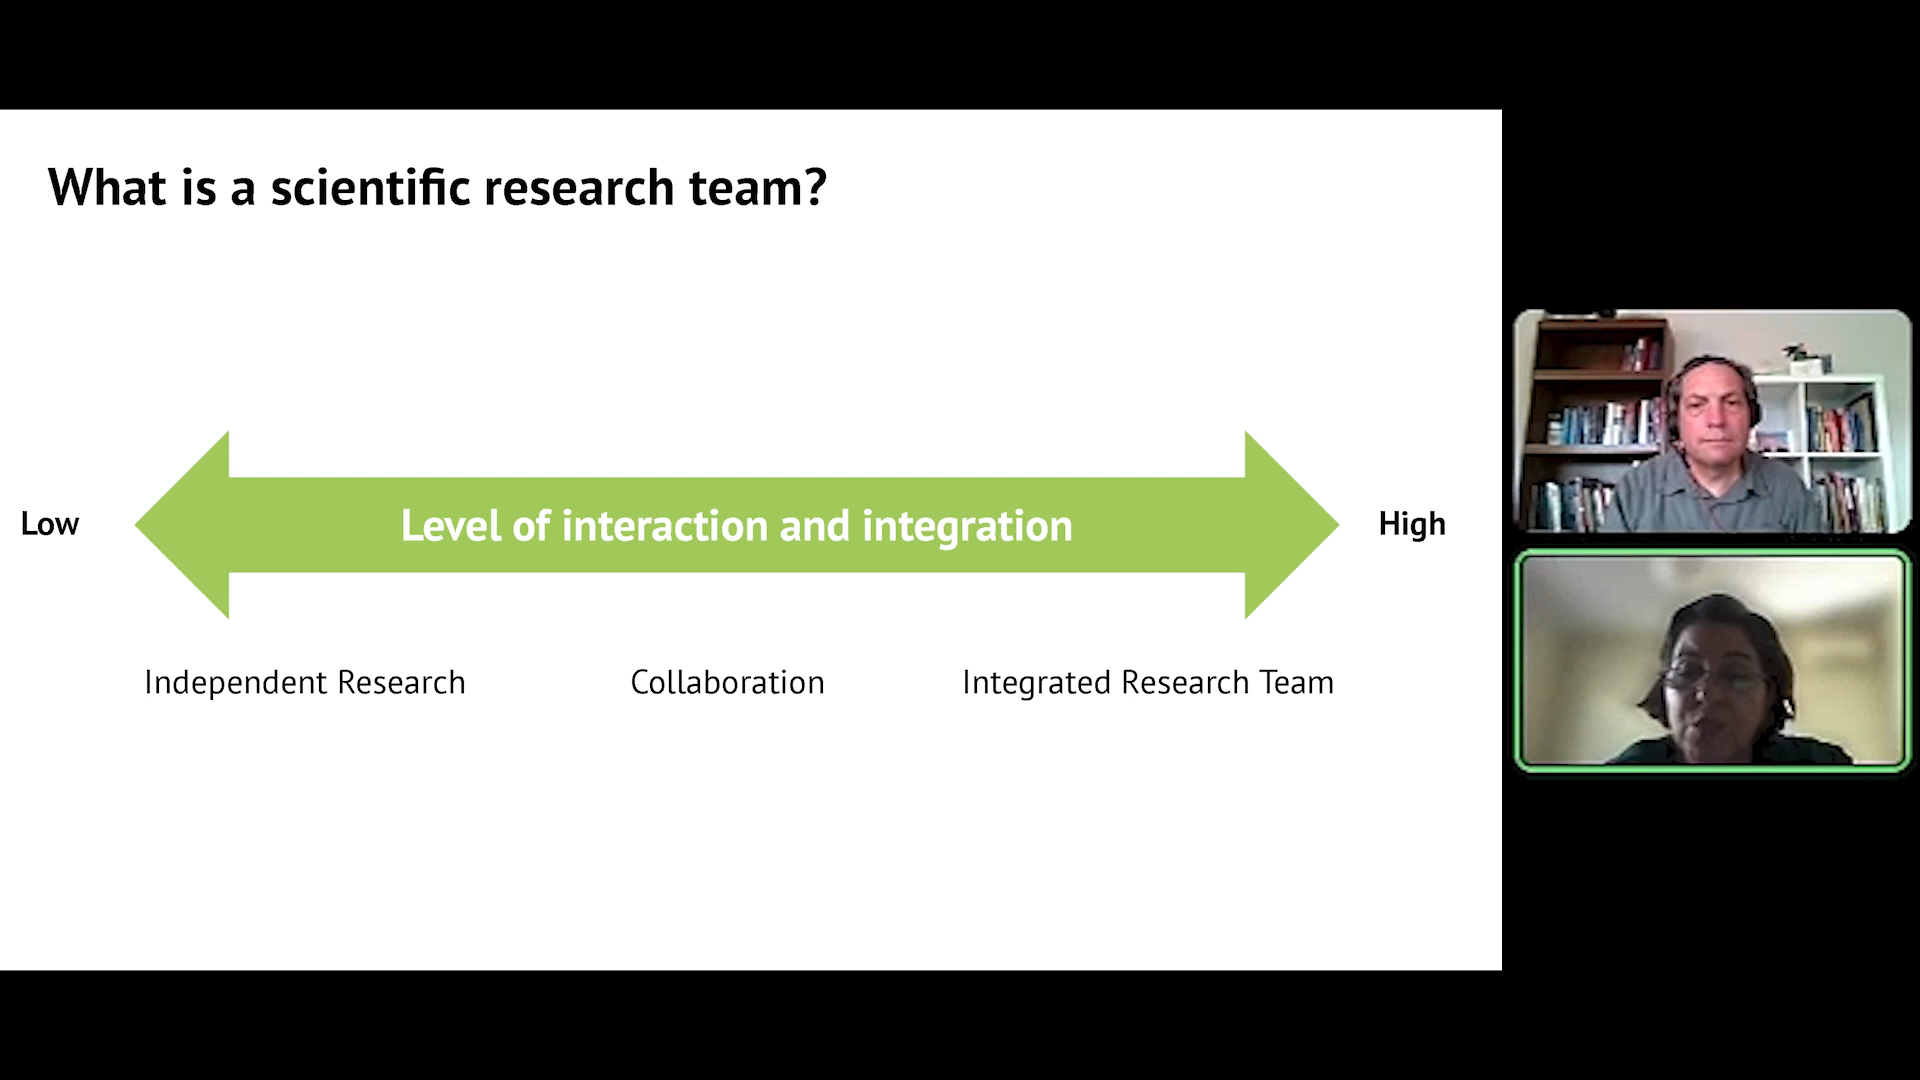 What is a scientific research team?
Low
Level of interaction and integration
High
Independent Research
Collaboration
Integrated Research Team